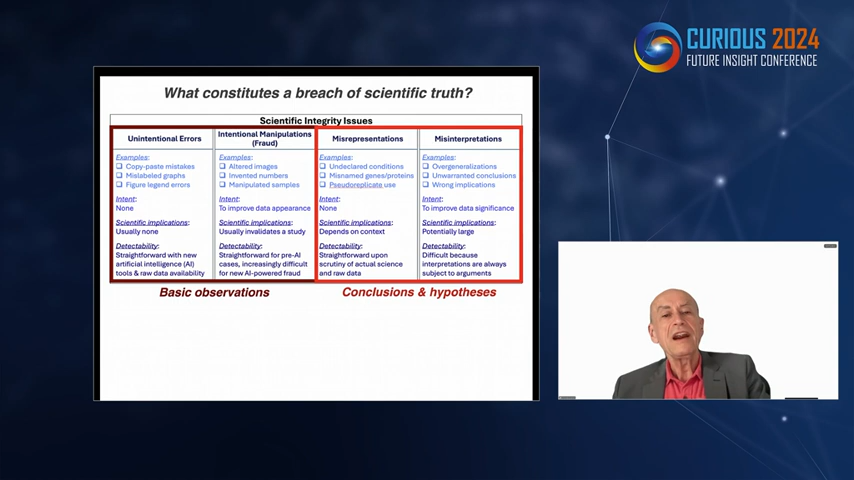 CURIOUS 2024
FUTURE INSIGHT CONFERENCE
What constitutes a breach of scientific truth?
Scientific Integrity Issues
Unintentional Errors
Examples:
Copy-paste mistakes
Mislabeled graphs
Figure legend errors
Intent:
None
Scientific implications:
Usually none
Detectability:
Straightforward with new
artificial intelligence (AI)
tools & raw data availability
Intentional Manipulations
(Fraud)
Examples:
Altered images
Invented numbers
Manipulated samples
Intent:
To improve data appearance
Scientific implications:
Usually invalidates a study
Detectability:
Straightforward for pre-AI
cases, increasingly difficult
for new AI-powered fraud
Misrepresentations
Examples:
Undeclared conditions
Misnamed genes/proteins
Pseudoreplicate use
Intent:
None
Scientific implications:
Depends on context
Detectability:
Straightforward upon
scrutiny of actual science
and raw data
Misinterpretations
Examples:
Overgeneralizations
Unwarranted conclusions
Wrong implications
Intent:
To improve data significance
Scientific implications:
Potentially large
Detectability:
Difficult because
interpretations are always
subject to arguments
Basic observations
Conclusions & hypotheses